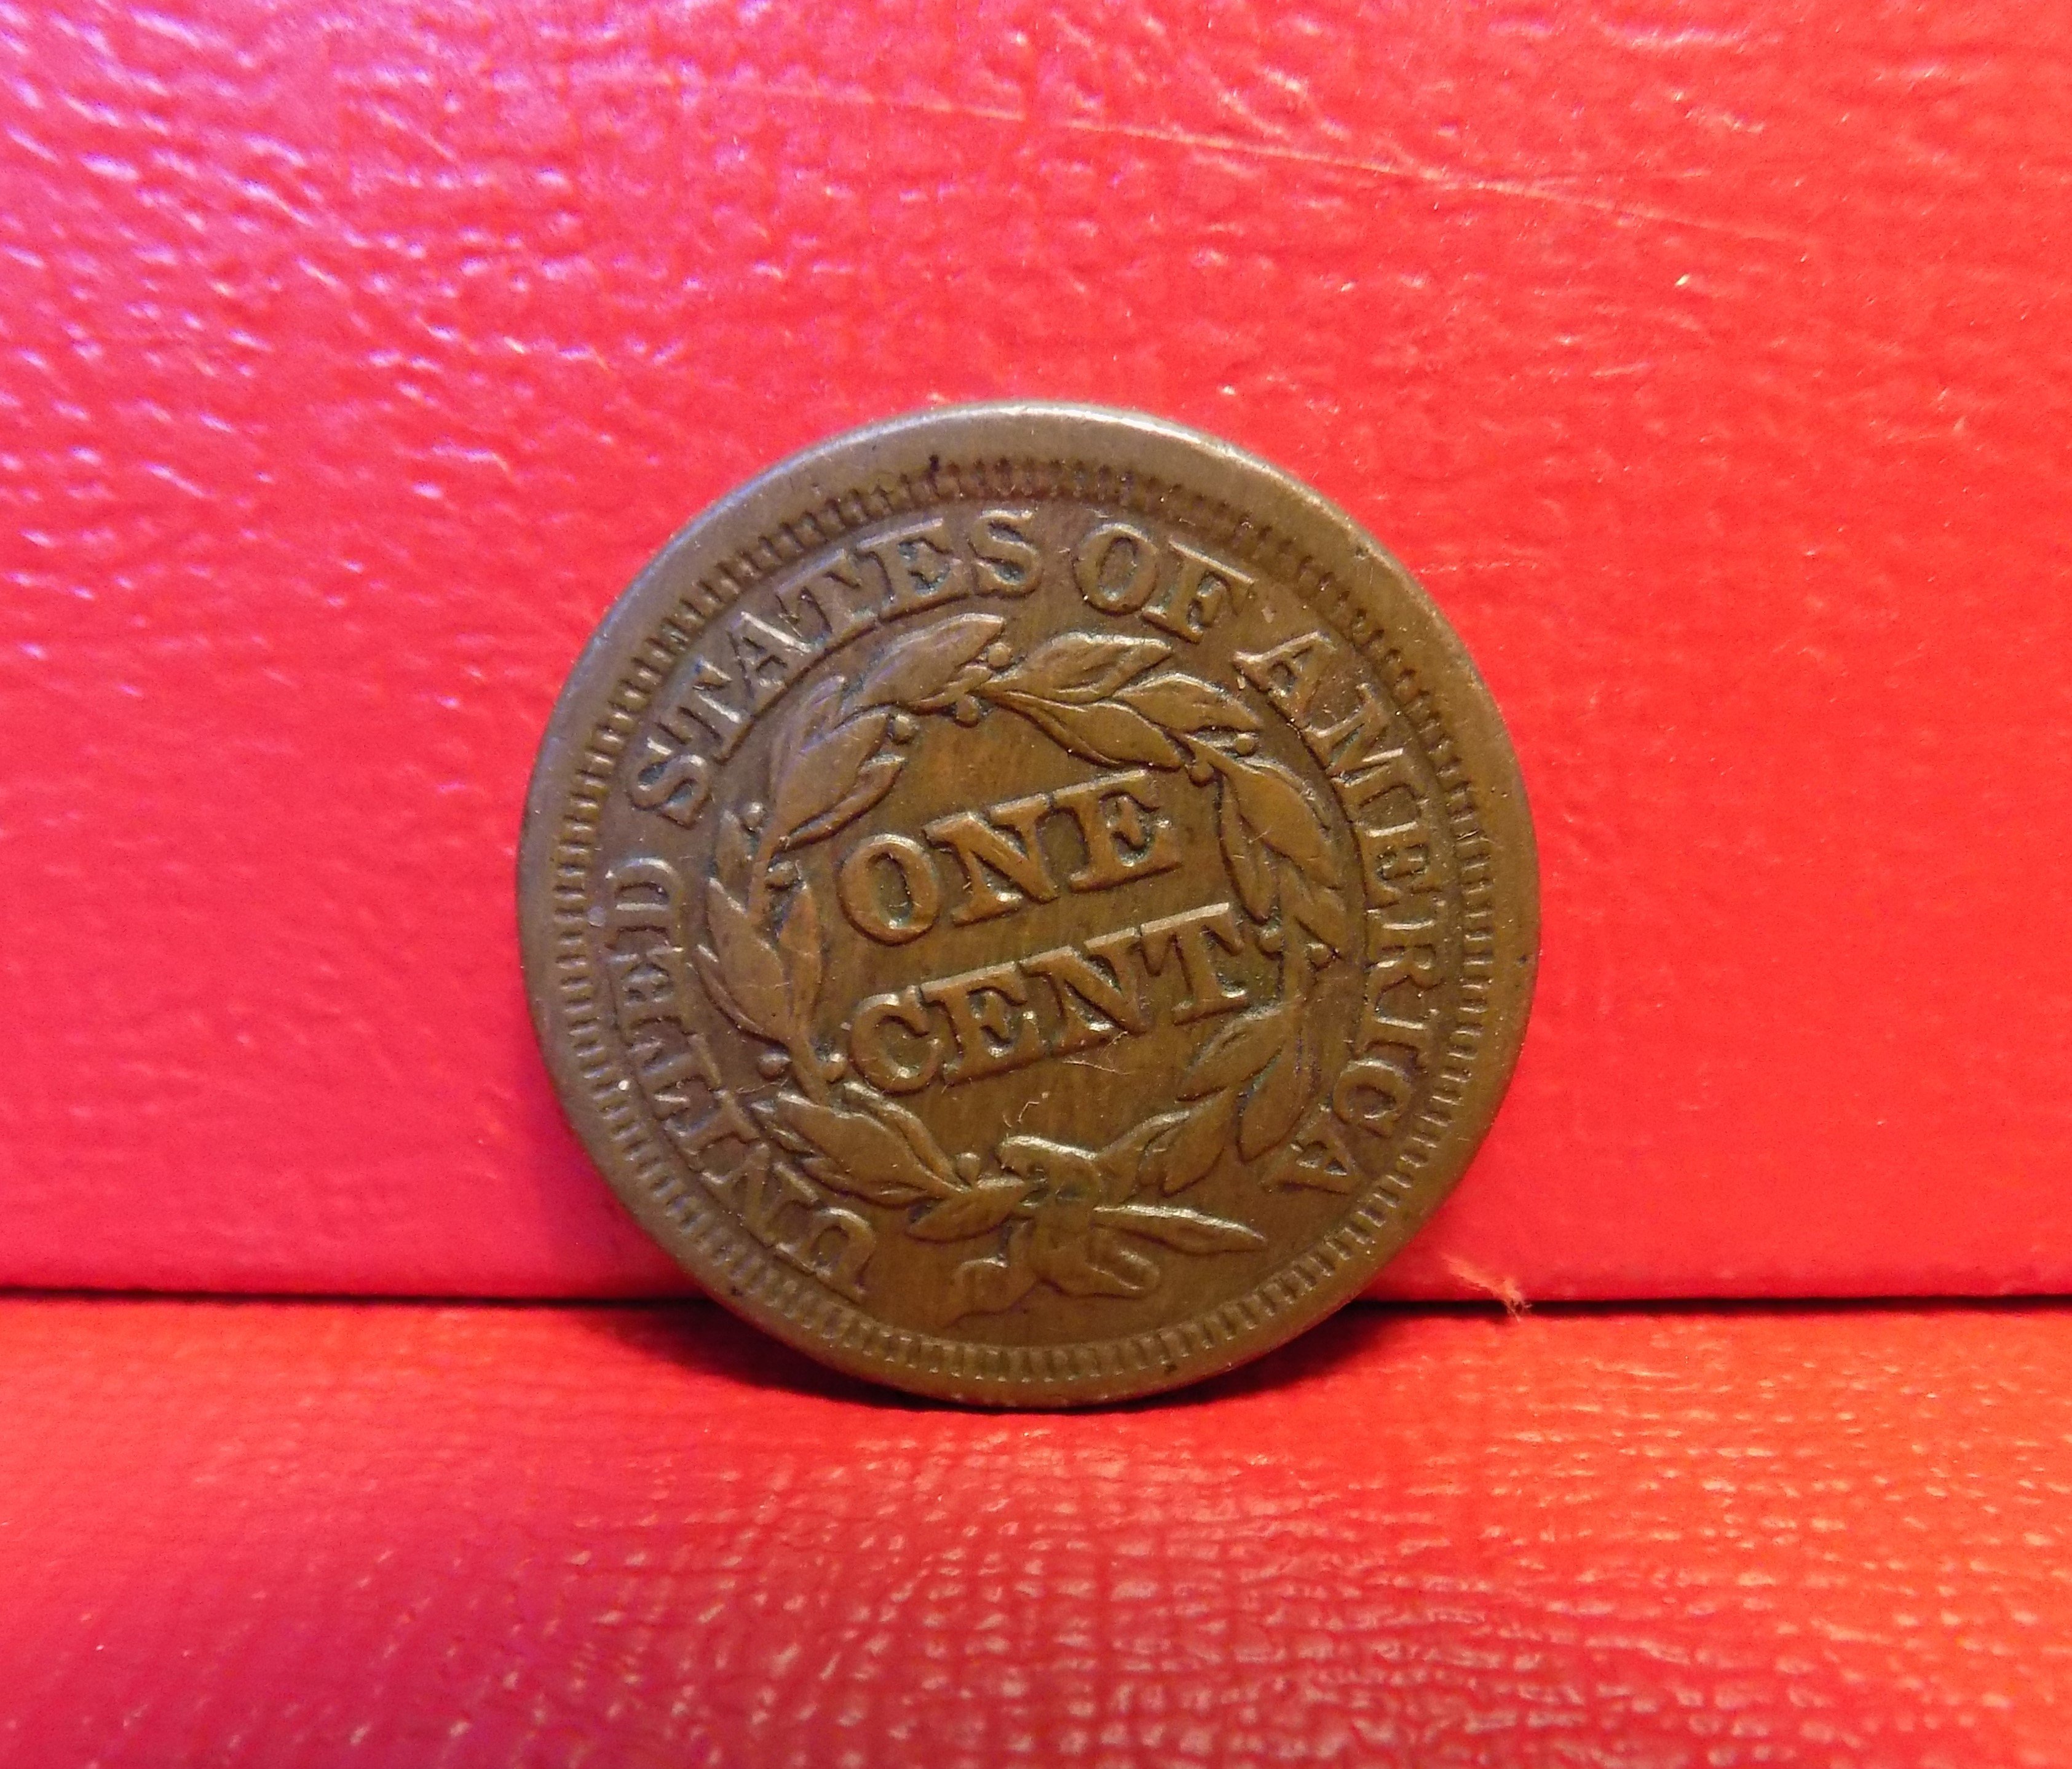 UNITED STATES OF AMERICA
ONE
CENT